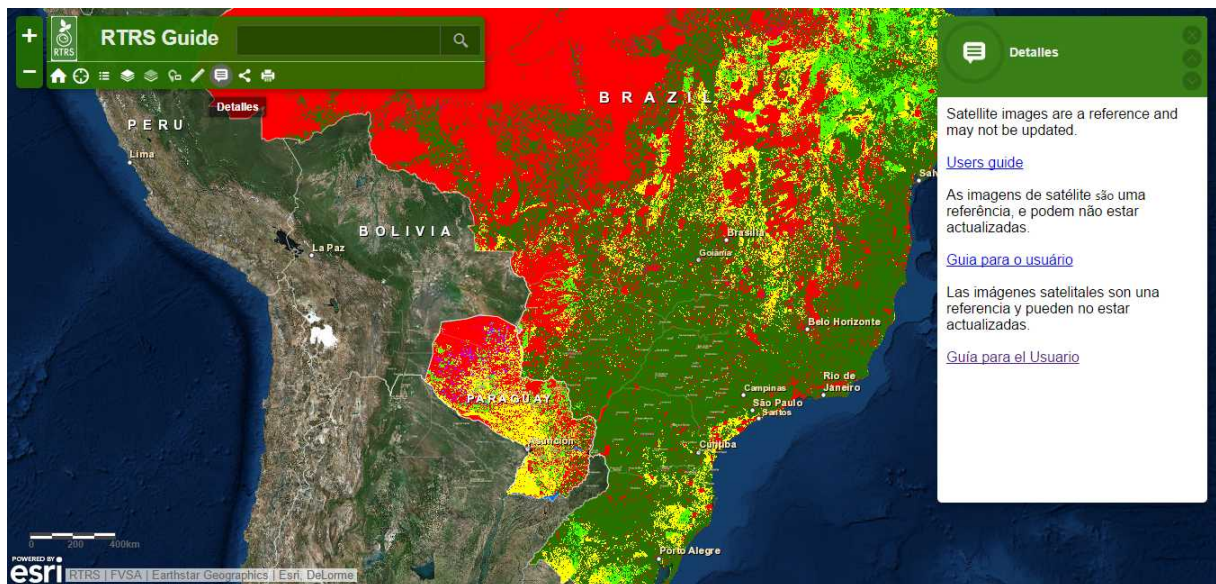 RTRS
RTRS Guide
Detalles
PERU
Lima
La Paz
BOLIVIA
BRAZIL
Brasília
Goiânia
Belo Horizonte
Rio de
Janeiro
Campinas
São Paulo
Santos
Curitiba
Porto Alegre
PARAGUAY
Asunción
Sal
Detalles
Satellite images are a reference and
may not be updated.
Users guide
As imagens de satélite são uma
referência, e podem não estar
actualizadas.
Guia para o usuário
Las imágenes satelitales son una
referencia y pueden no estar
actualizadas.
Guía para el Usuario
0 200 400km
POWERED BY
esri
RTRS | FVSA | Earthstar Geographics | Esri, DeLorme